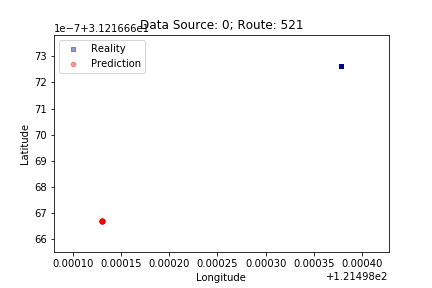 1e-7+3.121666e1
Data Source: 0; Route: 521
Reality
Prediction
73
72
71
70
69
68
67
66
Latitude
0.00010 0.00015 0.00020 0.00025 0.00030 0.00035 0.00040
Longitude
+1.21498e2